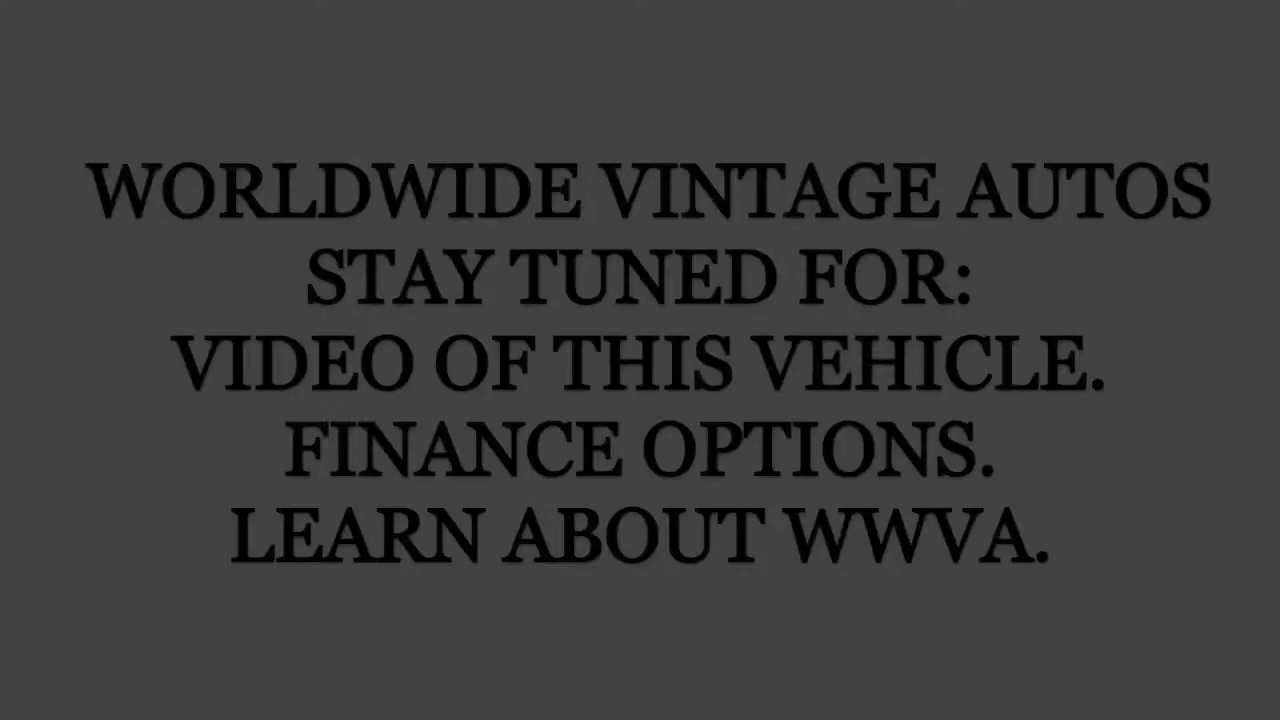 WORLDWIDE VINTAGE AUTOS
STAY TUNED FOR:
VIDEO OF THIS VEHICLE.
FINANCE OPTIONS.
LEARN ABOUT WWVA.